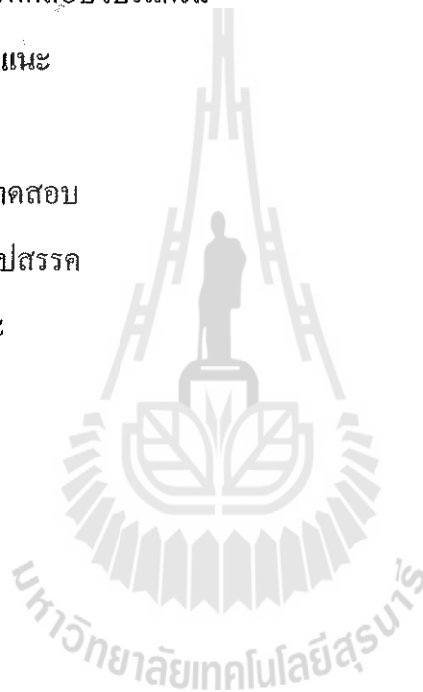 แนะ
าดสอบ
ปสรรค
ะ
มหาวิทยาลัยเทคโนโลยีสุรนารี